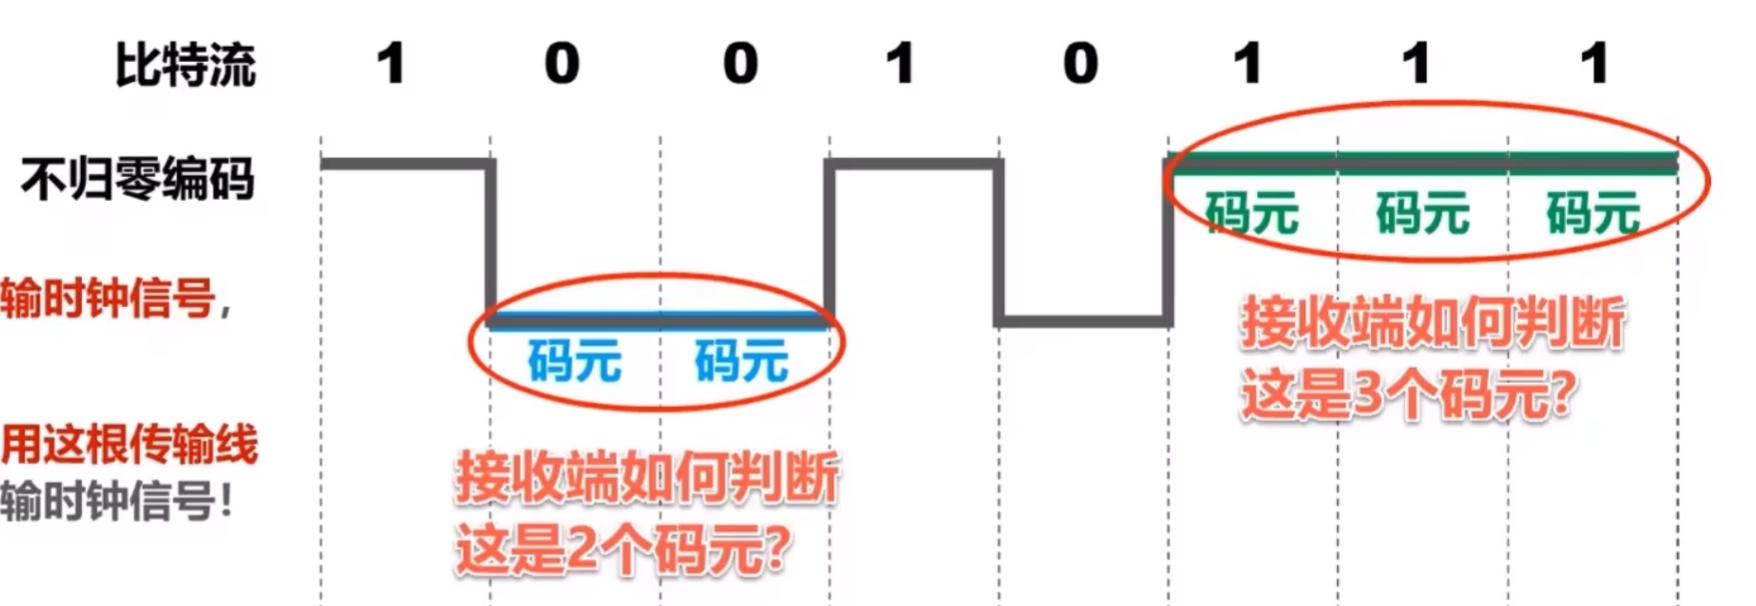 比特流 1 0 0 1 0 1 1 1
不归零编码
码元 码元 码元
输时钟信号,
码元 码元
接收端如何判断
这是3个码元?
用这根传输线
输时钟信号!
接收端如何判断
这是2个码元?